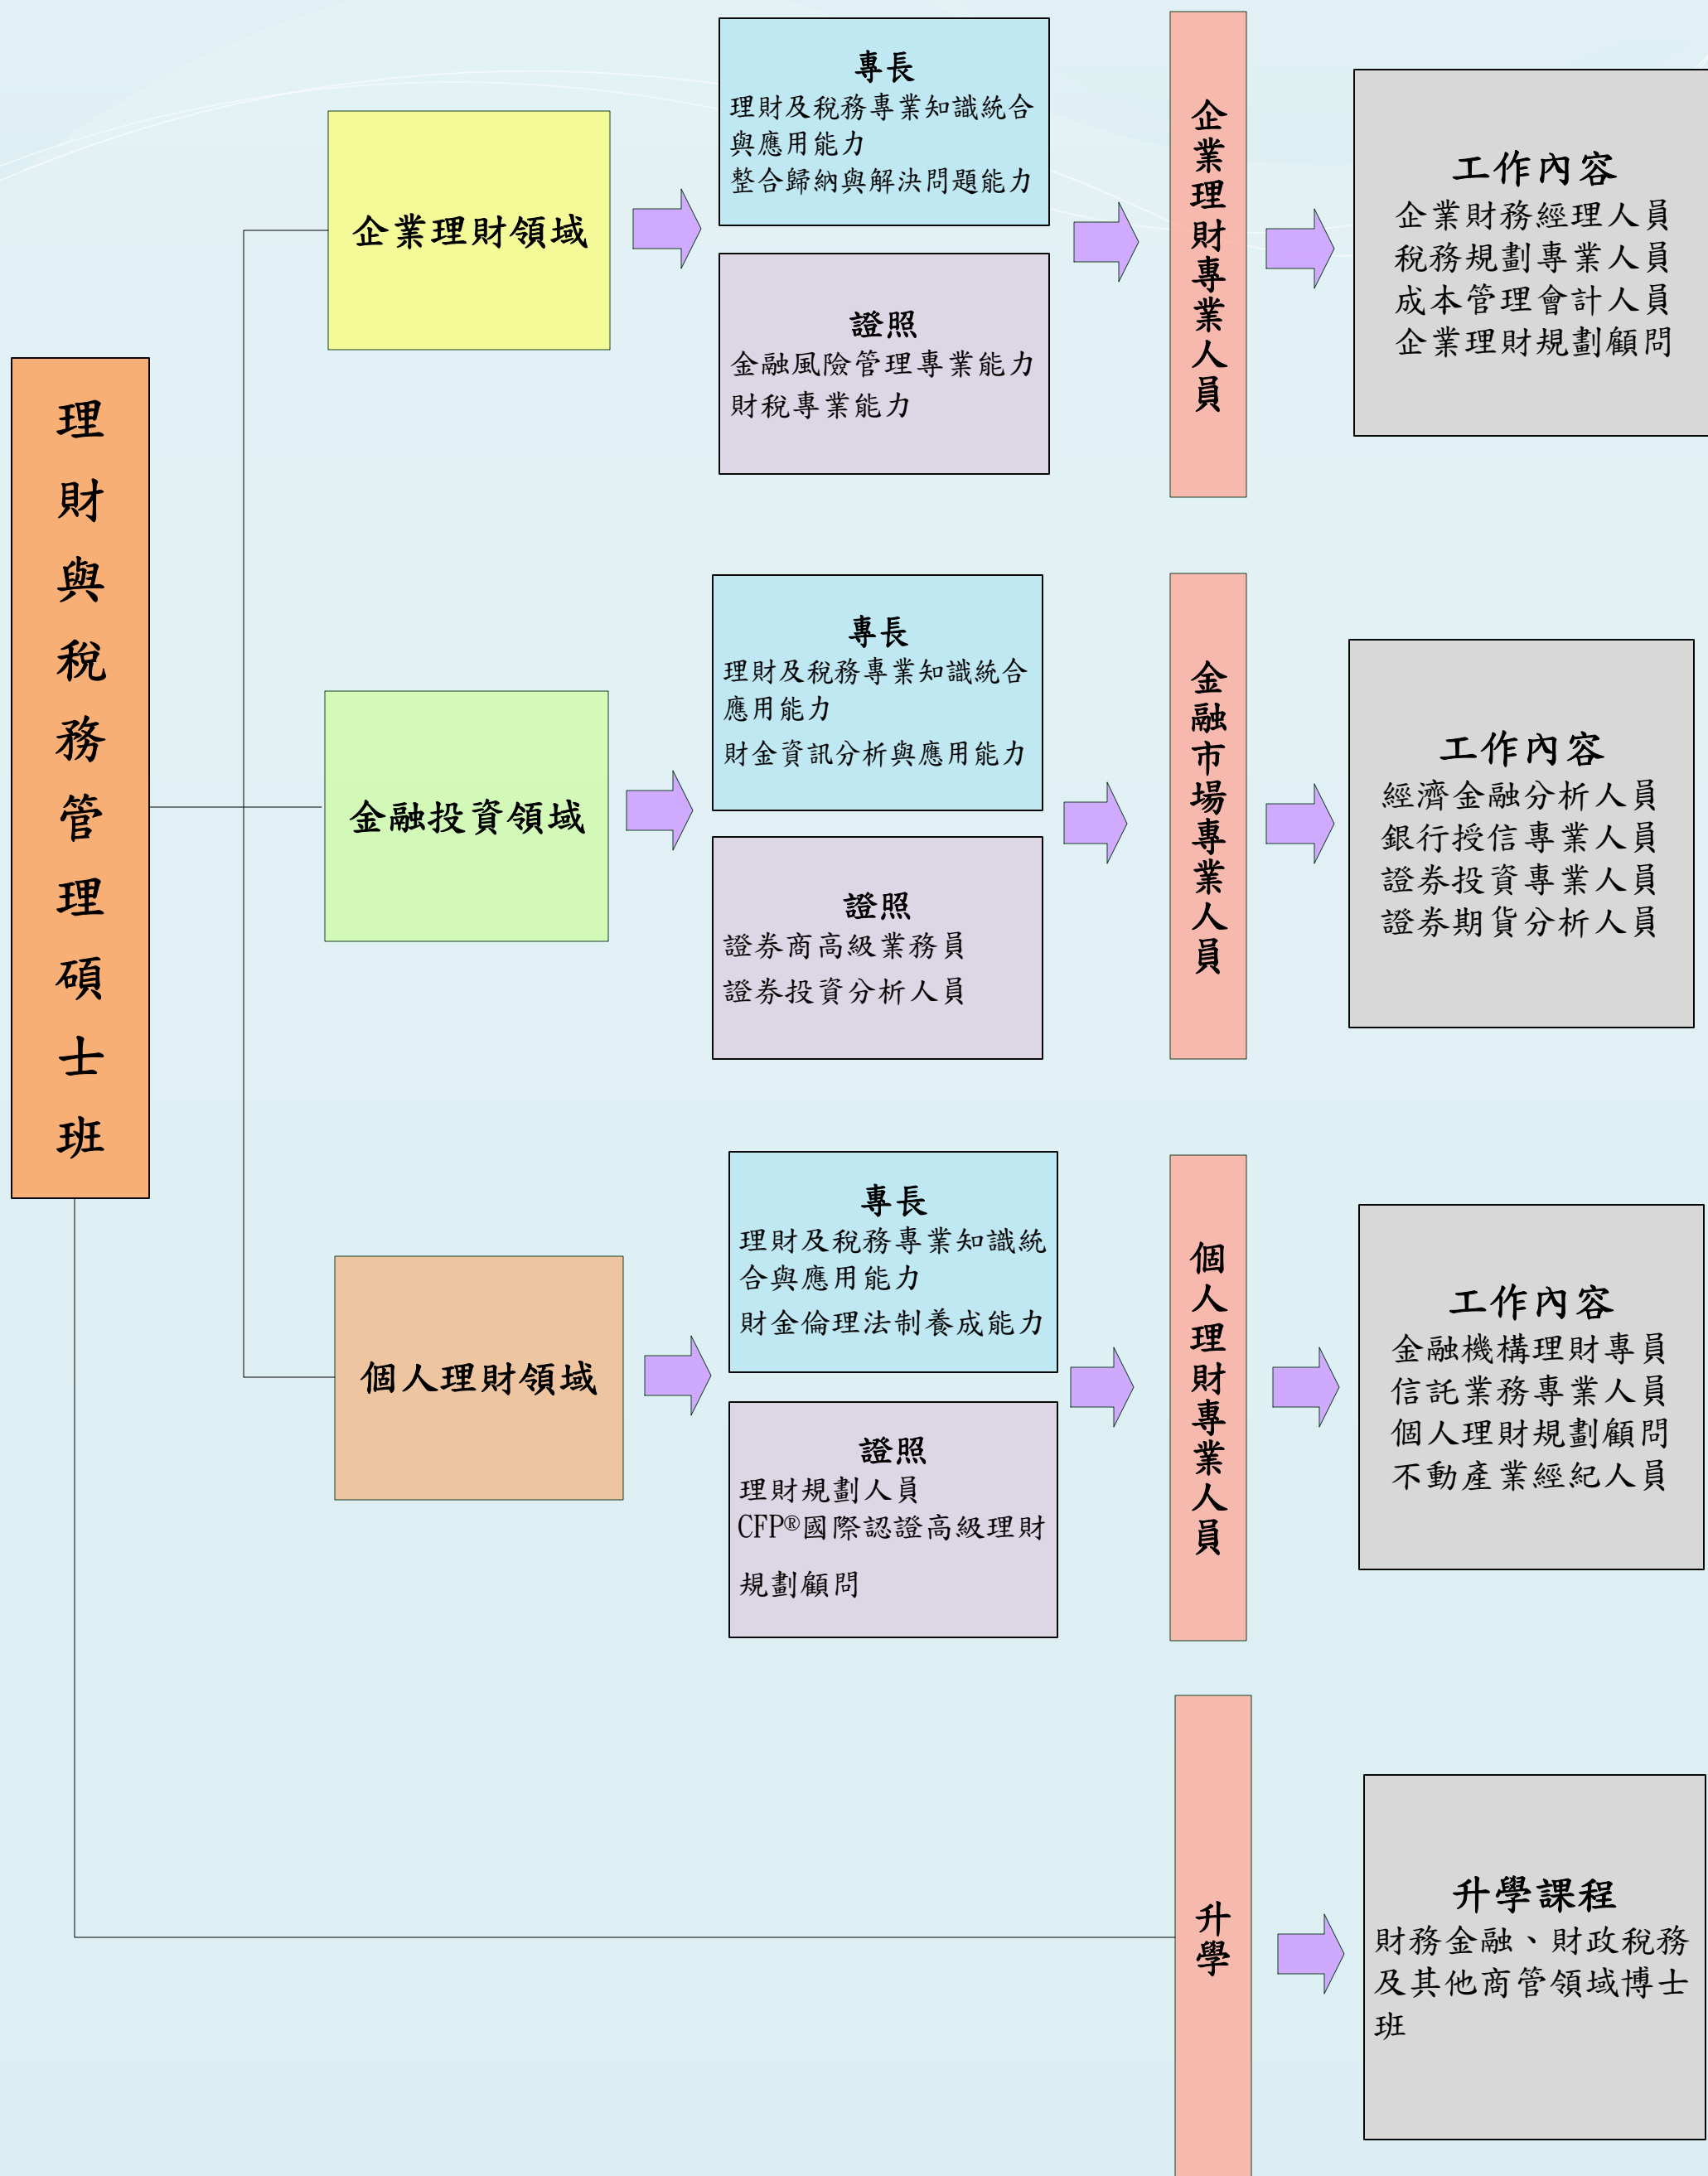 理財與稅務管理碩士班
企業理財領域
專長
理財及稅務專業知識統合
與應用能力
整合歸納與解決問題能力
證照
金融風險管理專業能力
財稅專業能力
企業理財專業人員
工作內容
企業財務經理人員
稅務規劃專業人員
成本管理會計人員
企業理財規劃顧問
金融投資領域
專長
理財及稅務專業知識統合
應用能力
財金資訊分析與應用能力
證照
證券商高級業務員
證券投資分析人員
金融市場專業人員
工作內容
經濟金融分析人員
銀行授信專業人員
證券投資專業人員
證券期貨分析人員
個人理財領域
專長
理財及稅務專業知識統
合與應用能力
財金倫理法制養成能力
證照
理財規劃人員
CFP®國際認證高級理財
規劃顧問
個人理財專業人員
工作內容
金融機構理財專員
信託業務專業人員
個人理財規劃顧問
不動產業經紀人員
升學
升學課程
財務金融、財政稅務
及其他商管領域博士
班